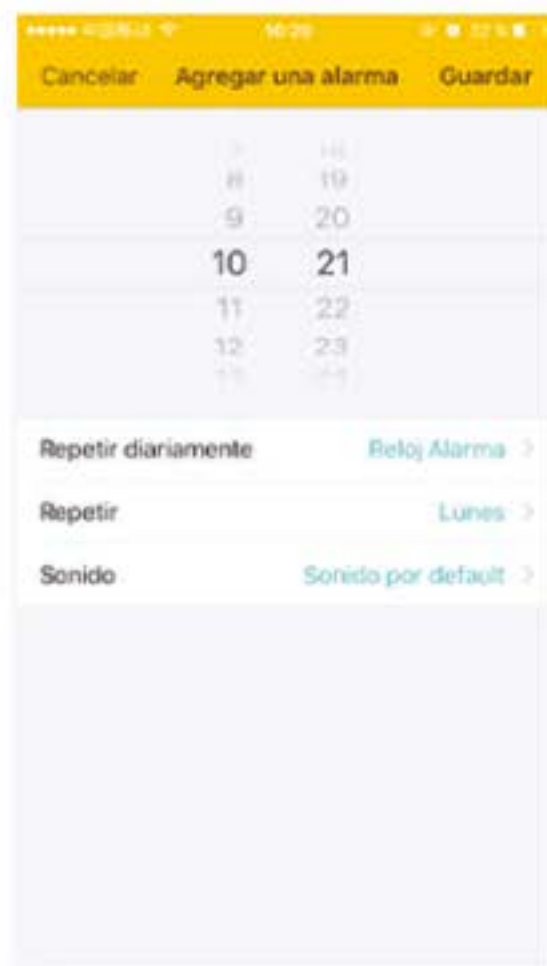 Cancelar Agregar una alarma Guardar
8 19
9 20
10 21
11 22
12 23
Repetir diariamente Reloj Alarma
Repetir Lunes
Sonido Sonido por default